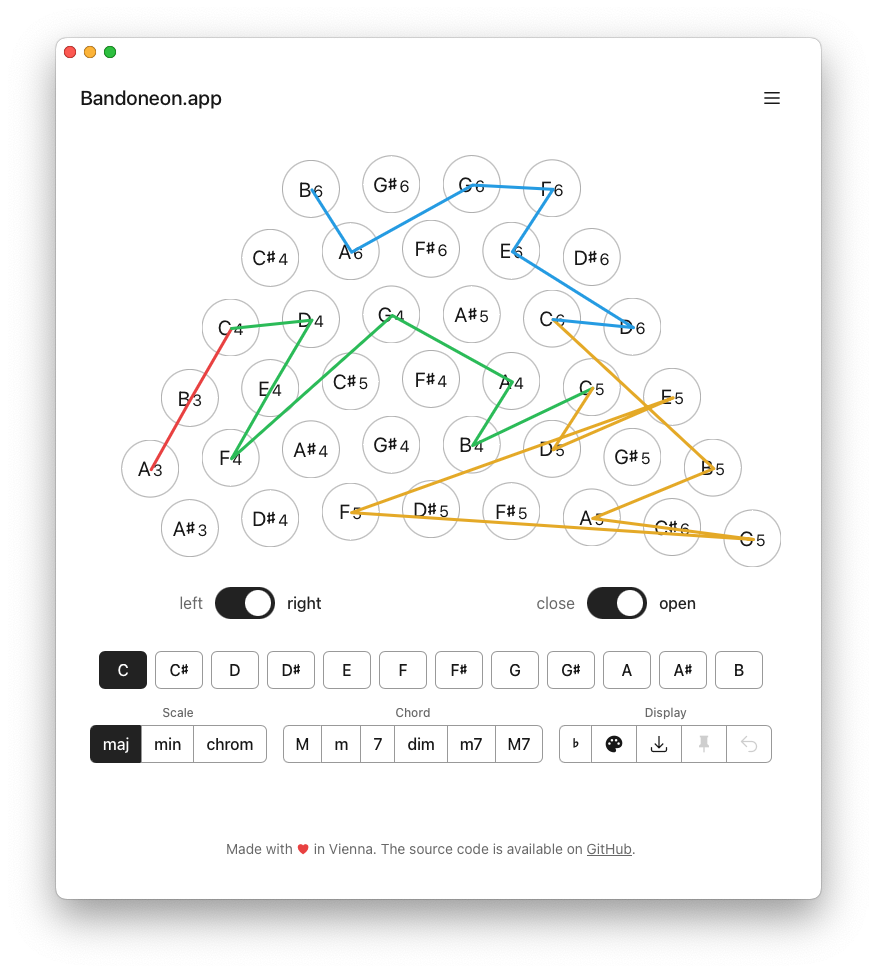 Bandoneon.app
B6 G♯6 G6 F6
C♯4 A6 F♯6 E6 D♯6
C4 D4 G4 A♯5 C6 D6
B3 E4 C♯5 F♯4 A4 C5 E5
A3 F4 A♯4 G♯4 B4 D5 G♯5 B5
A♯3 D♯4 F5 D♯5 F♯5 A5 C♯6 G5
left right close open
C C♯ D D♯ E F F♯ G G♯ A A♯ B
Scale Chord Display
maj min chrom M m 7 dim m7 M7 ♭
Made with ♥ in Vienna. The source code is available on GitHub.